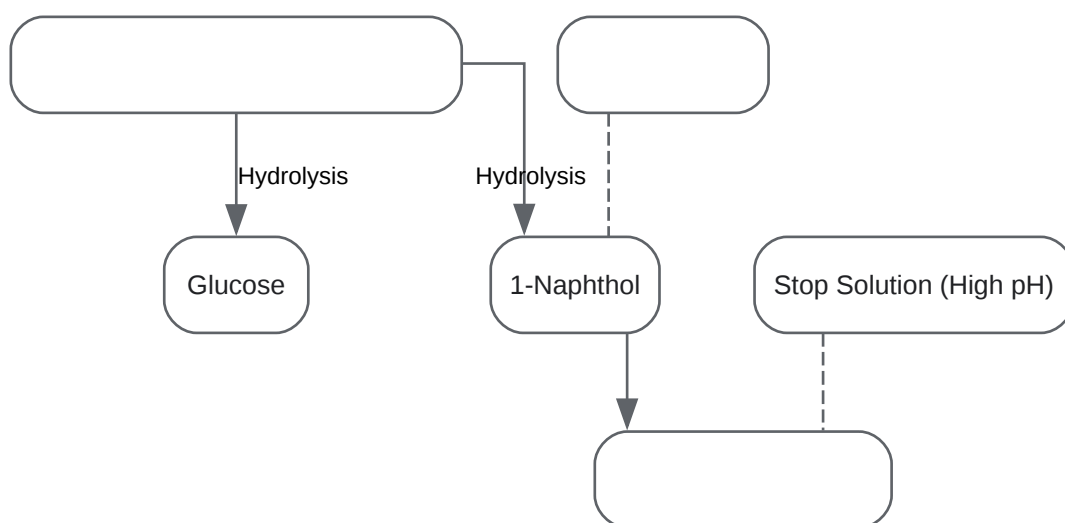 Hydrolysis
Hydrolysis
Glucose
1-Naphthol
Stop Solution (High pH)